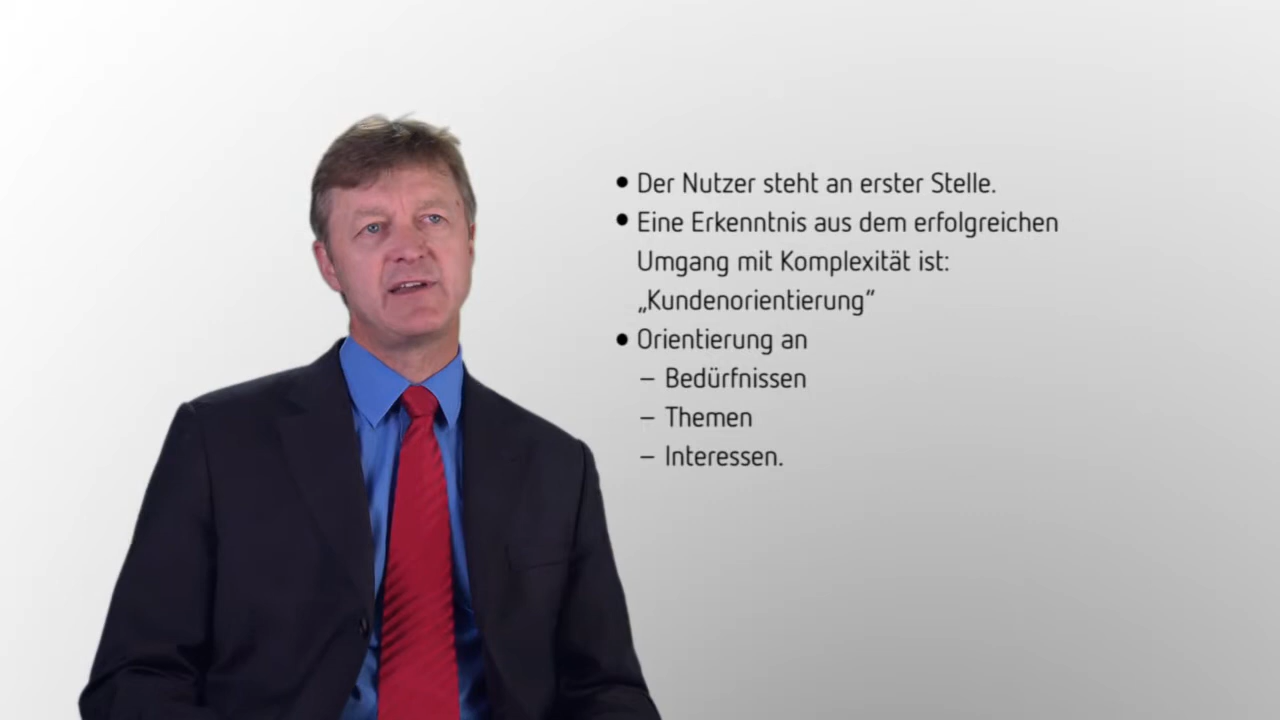 • Der Nutzer steht an erster Stelle.
• Eine Erkenntnis aus dem erfolgreichen
Umgang mit Komplexität ist:
„Kundenorientierung“
• Orientierung an
– Bedürfnissen
– Themen
– Interessen.